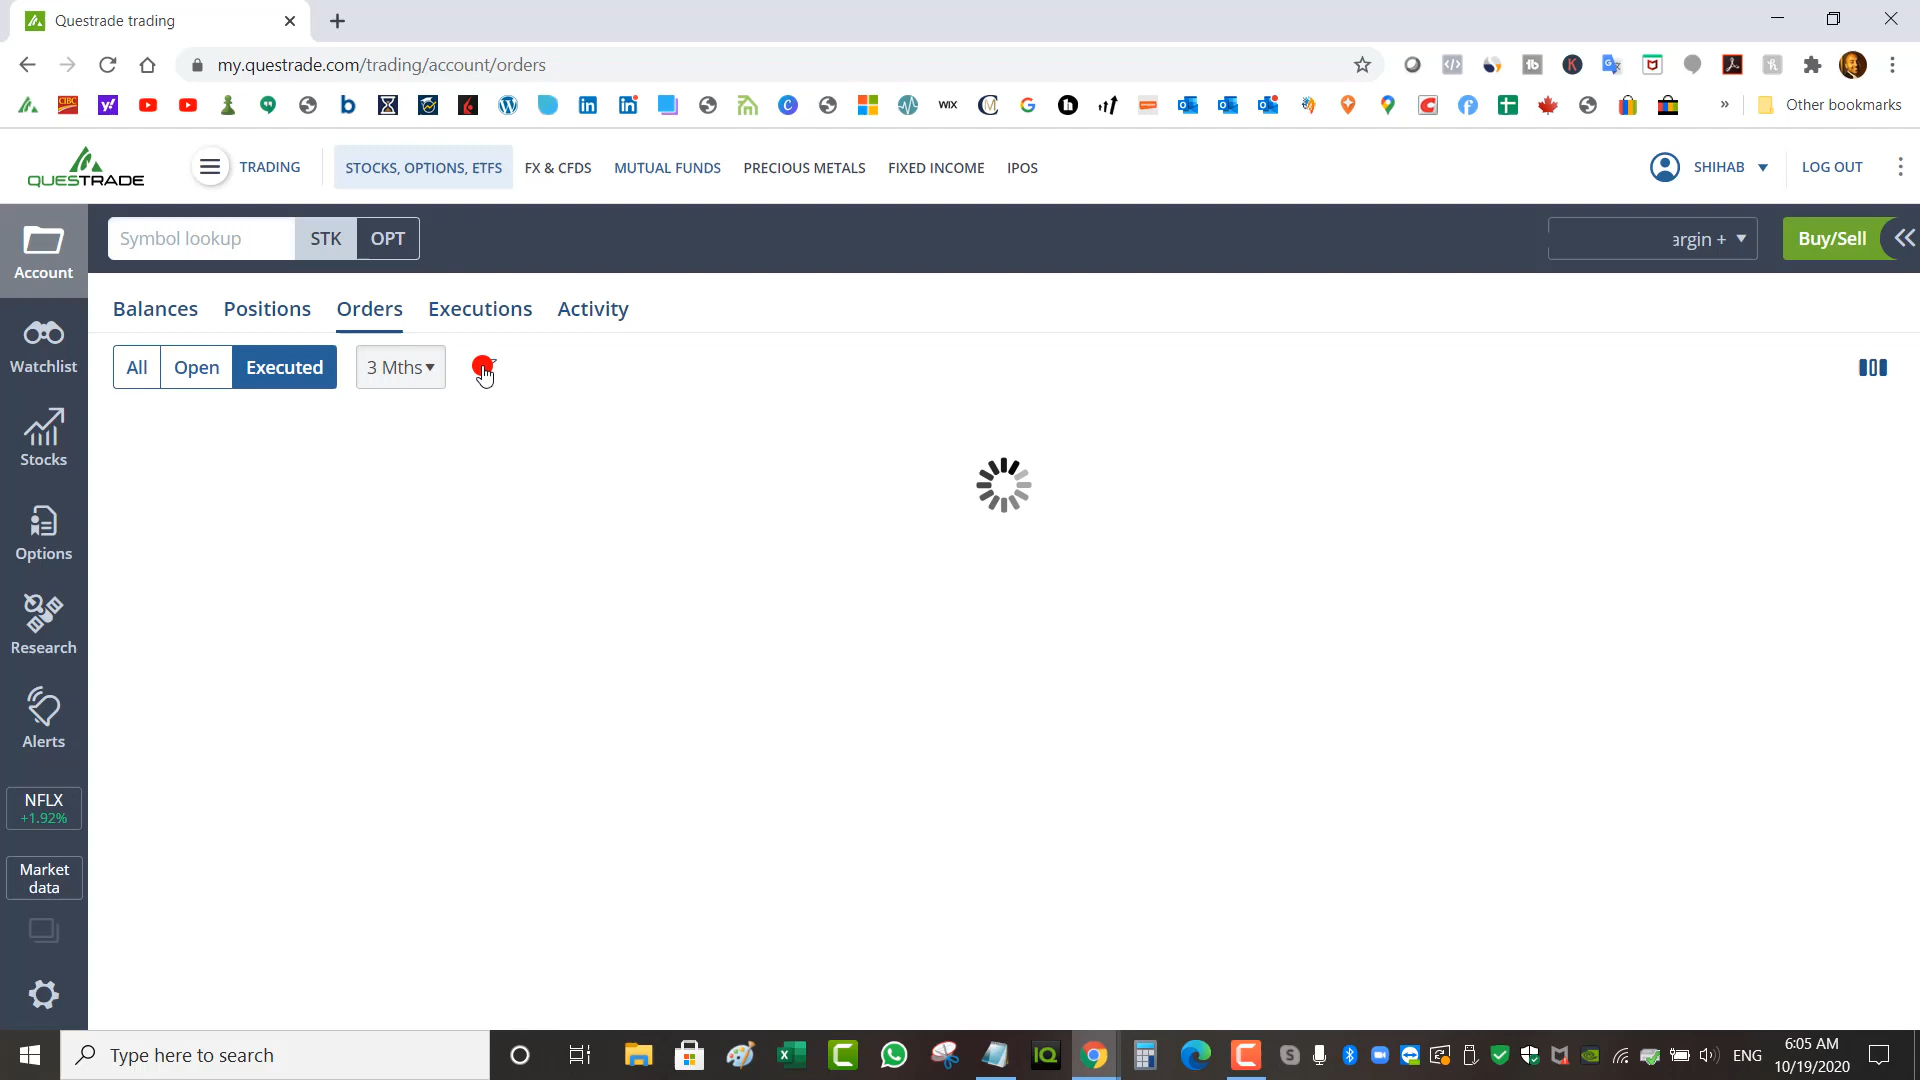 Questrade trading
my.questrade.com/trading/account/orders
Other bookmarks
QUESTRADE
TRADING
STOCKS, OPTIONS, ETFS
FX & CFDS
MUTUAL FUNDS
PRECIOUS METALS
FIXED INCOME
IPOS
SHIHAB
LOG OUT
Account
Symbol lookup
STK
OPT
argin +
Buy/Sell
Balances
Positions
Orders
Executions
Activity
All
Open
Executed
3 Mths
Watchlist
Stocks
Options
Research
Alerts
NFLX
+1.92%
Market
data
Type here to search
ENG
6:05 AM
10/19/2020